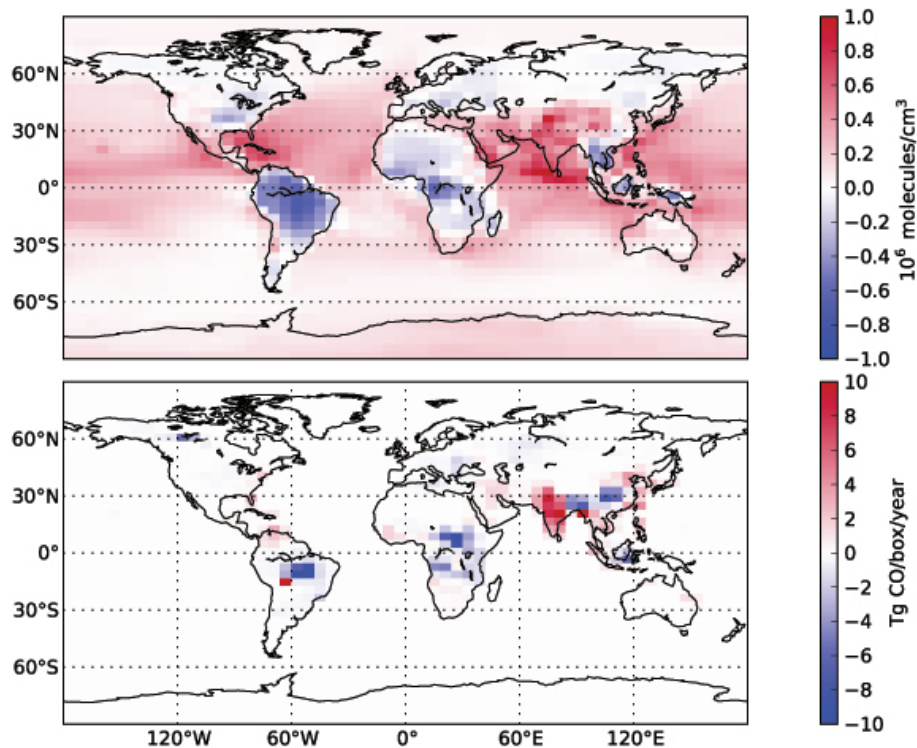 60°N
30°N
0°
30°S
60°S
1.0
0.8
0.6
0.4
0.2
0.0
−0.2
−0.4
−0.6
−0.8
−1.0
10⁶ molecules/cm³
60°N
30°N
0°
30°S
60°S
120°W
60°W
0°
60°E
120°E
10
8
6
4
2
0
−2
−4
−6
−8
−10
Tg CO/box/year